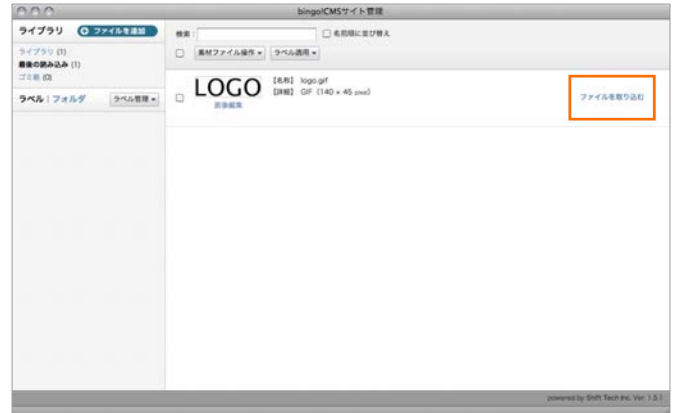 bingo!CMSサイト管理
ライブラリ ファイルを追加
ライブラリ (1)
最後の読み込み (1)
ゴミ箱 (0)
ラベル | フォルダ ラベル管理
検索: 名前順に並び替え
素材ファイル操作 ラベル適用
LOGO
画像編集
【名称】 logo.gif
【詳細】 GIF (140 × 45 pixel)
ファイルを取り込む
powered by Shift Tech Inc. Ver. 1.5.1